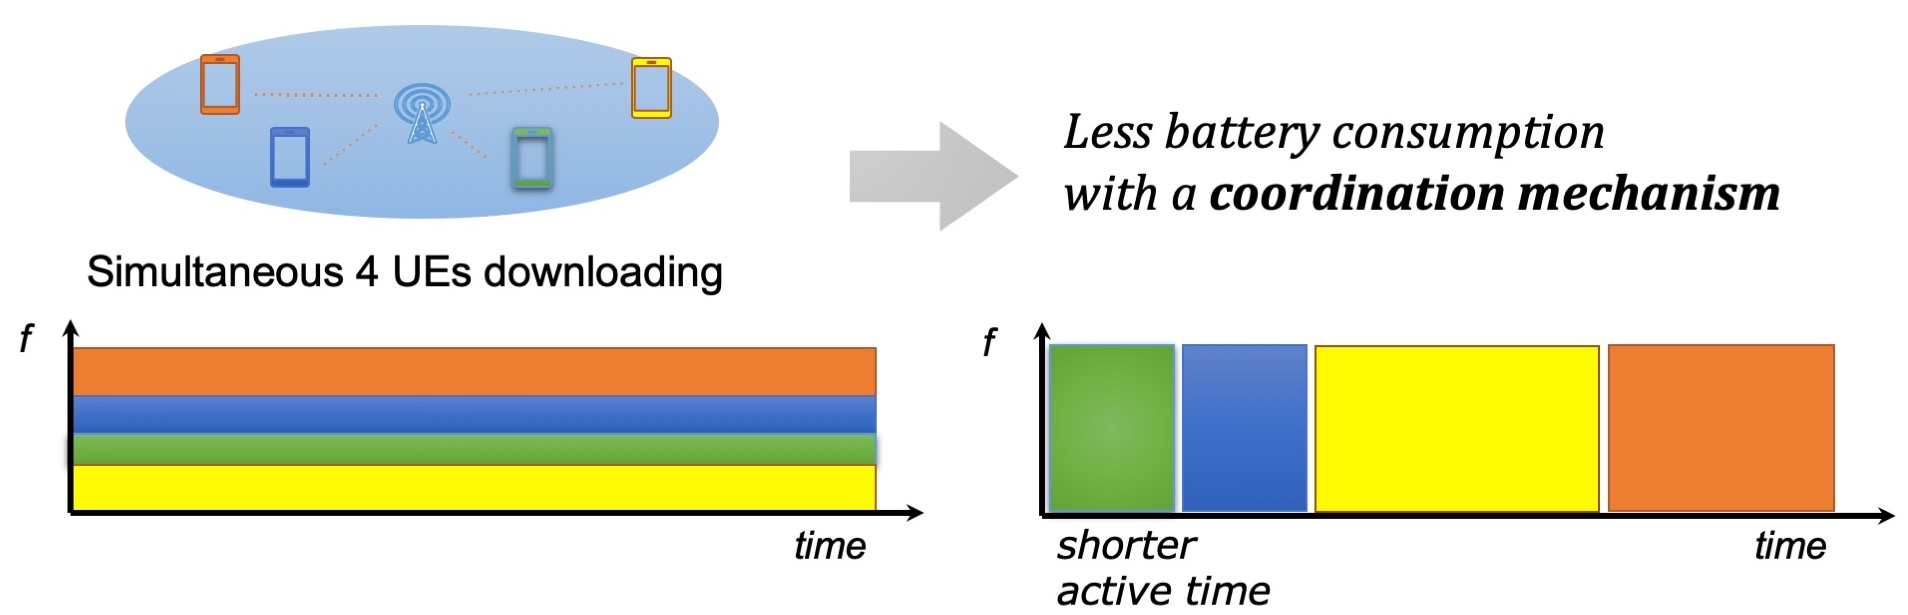 Less battery consumption
with a coordination mechanism
Simultaneous 4 UEs downloading
f
time
f
time
shorter
active time